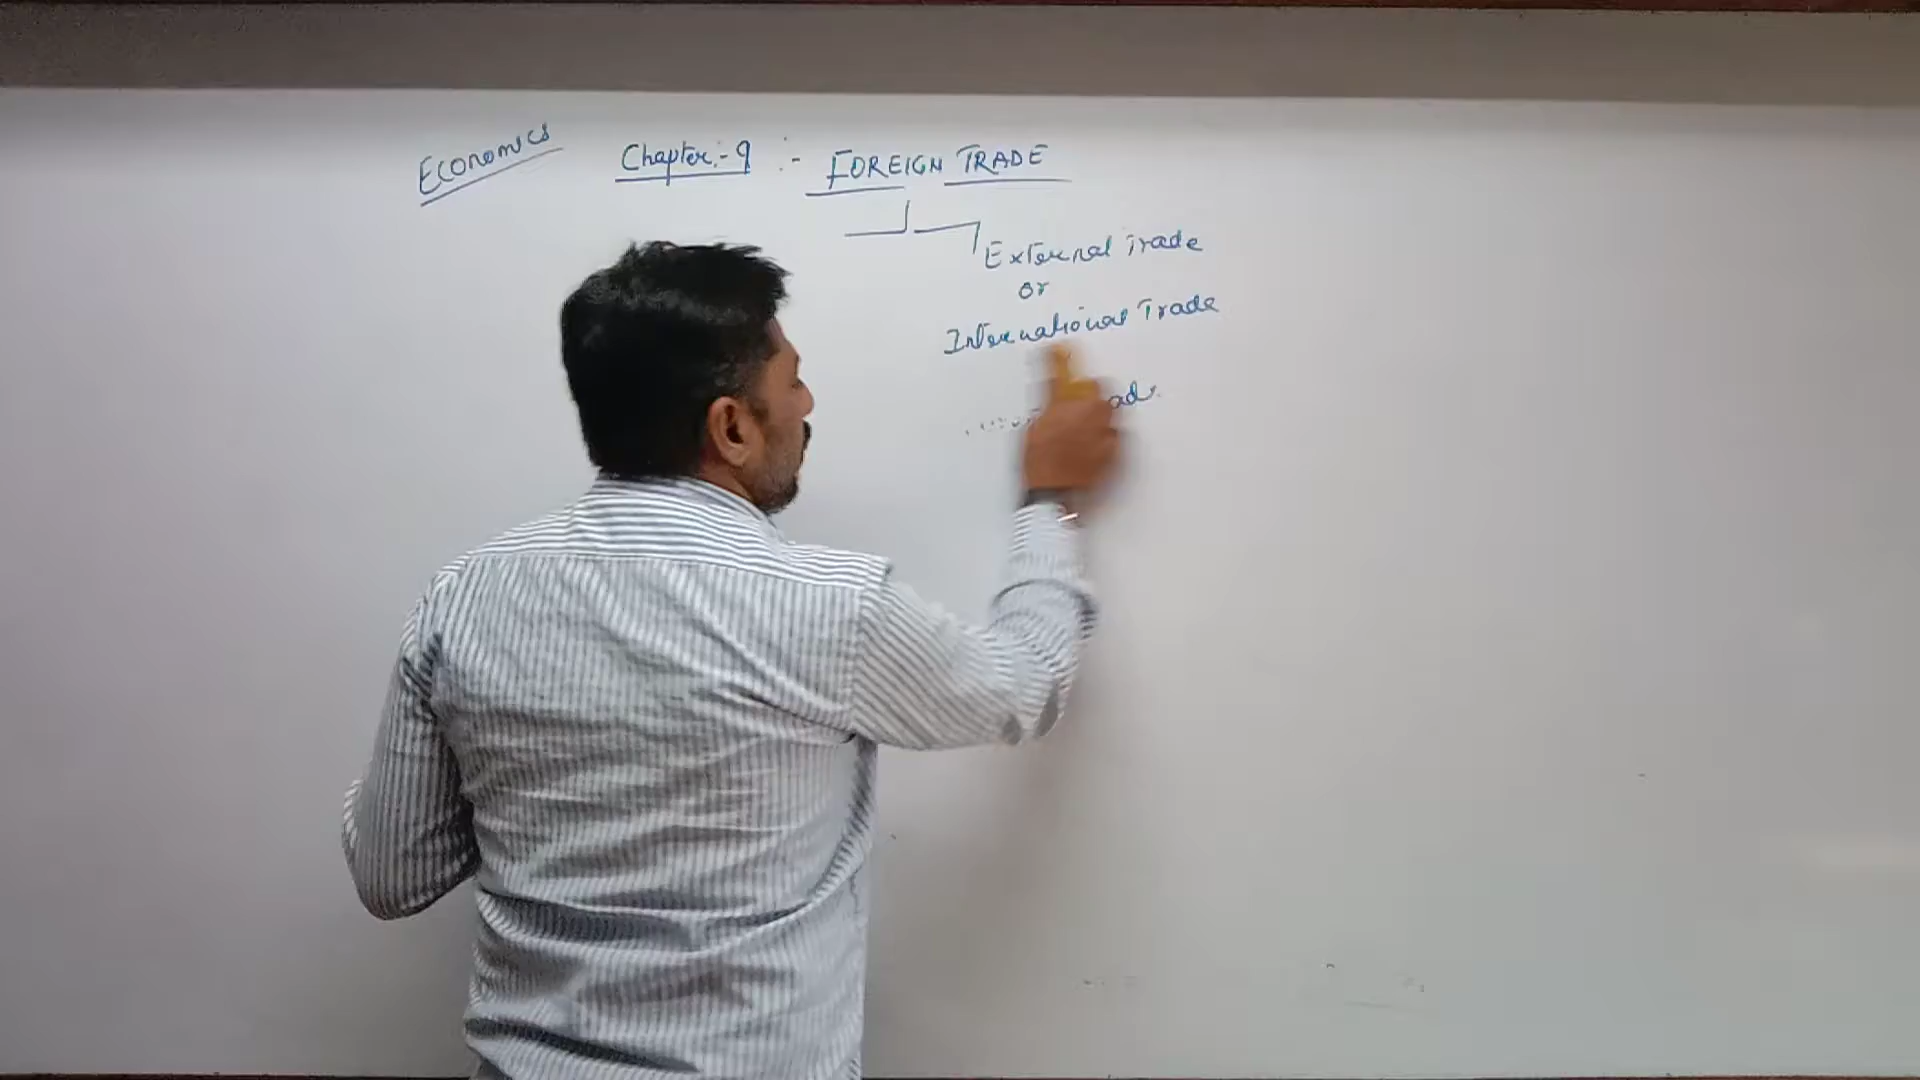 Economics Chapter:-9 :- FOREIGN TRADE
External Trade
or
International Trade